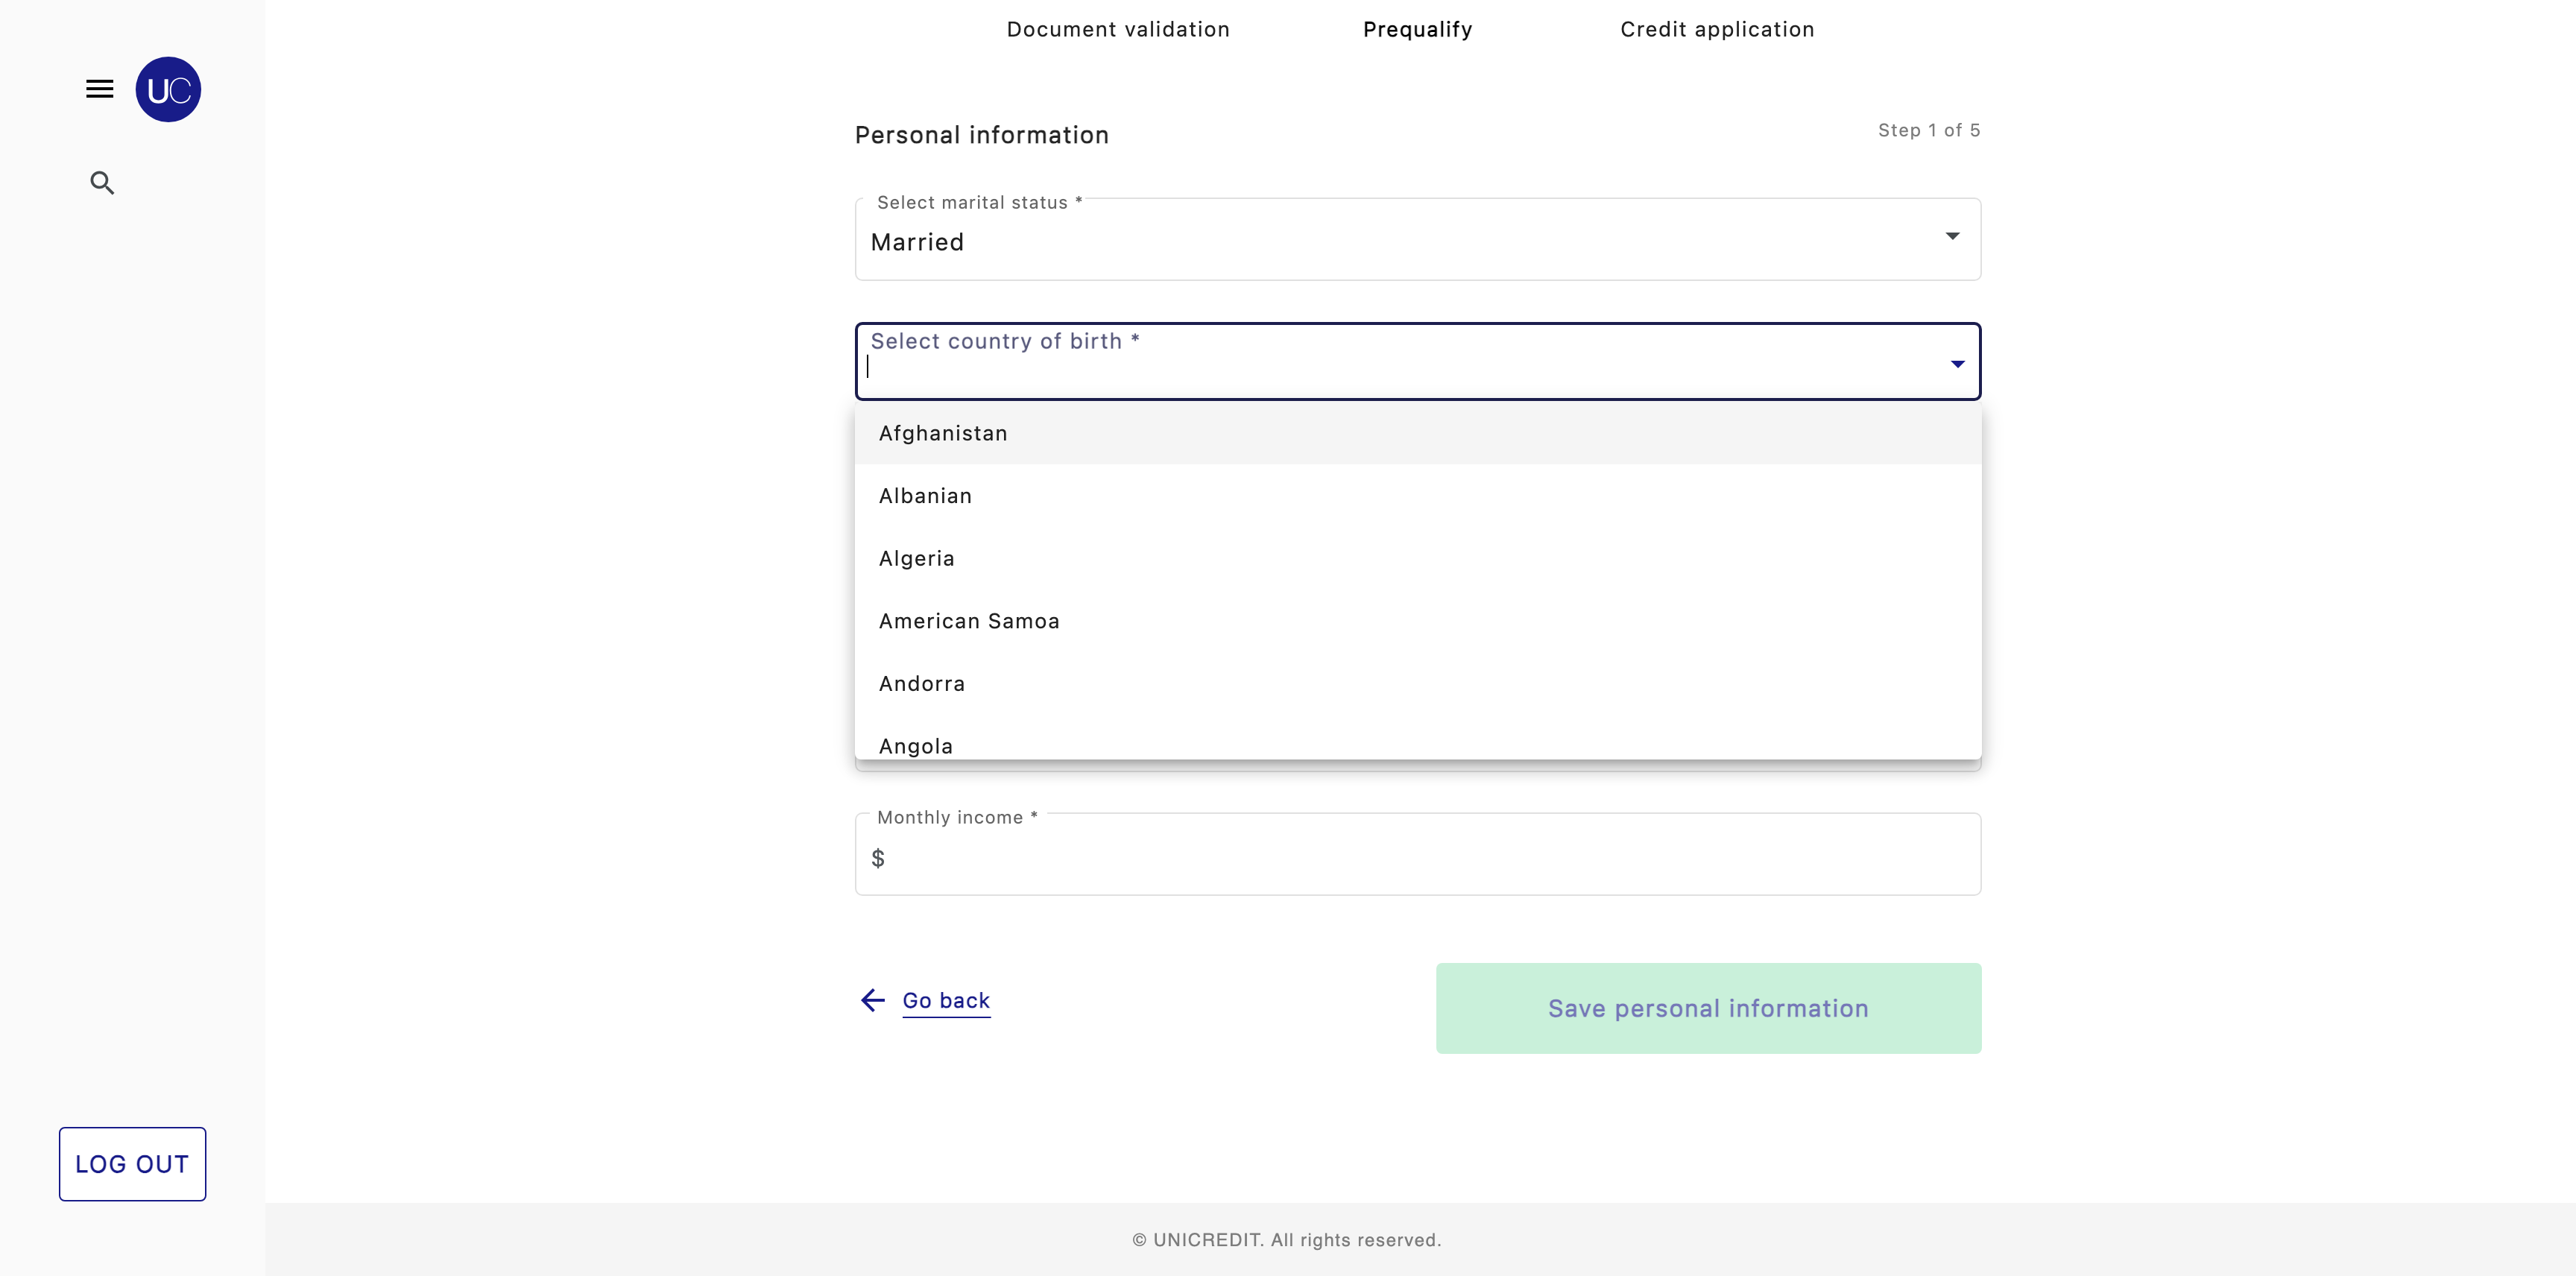 Document validation
Prequalify
Credit application
UC
Personal information
Step 1 of 5
Select marital status *
Married
Select country of birth *
Afghanistan
Albanian
Algeria
American Samoa
Andorra
Angola
Monthly income *
$
Go back
Save personal information
LOG OUT
© UNICREDIT. All rights reserved.